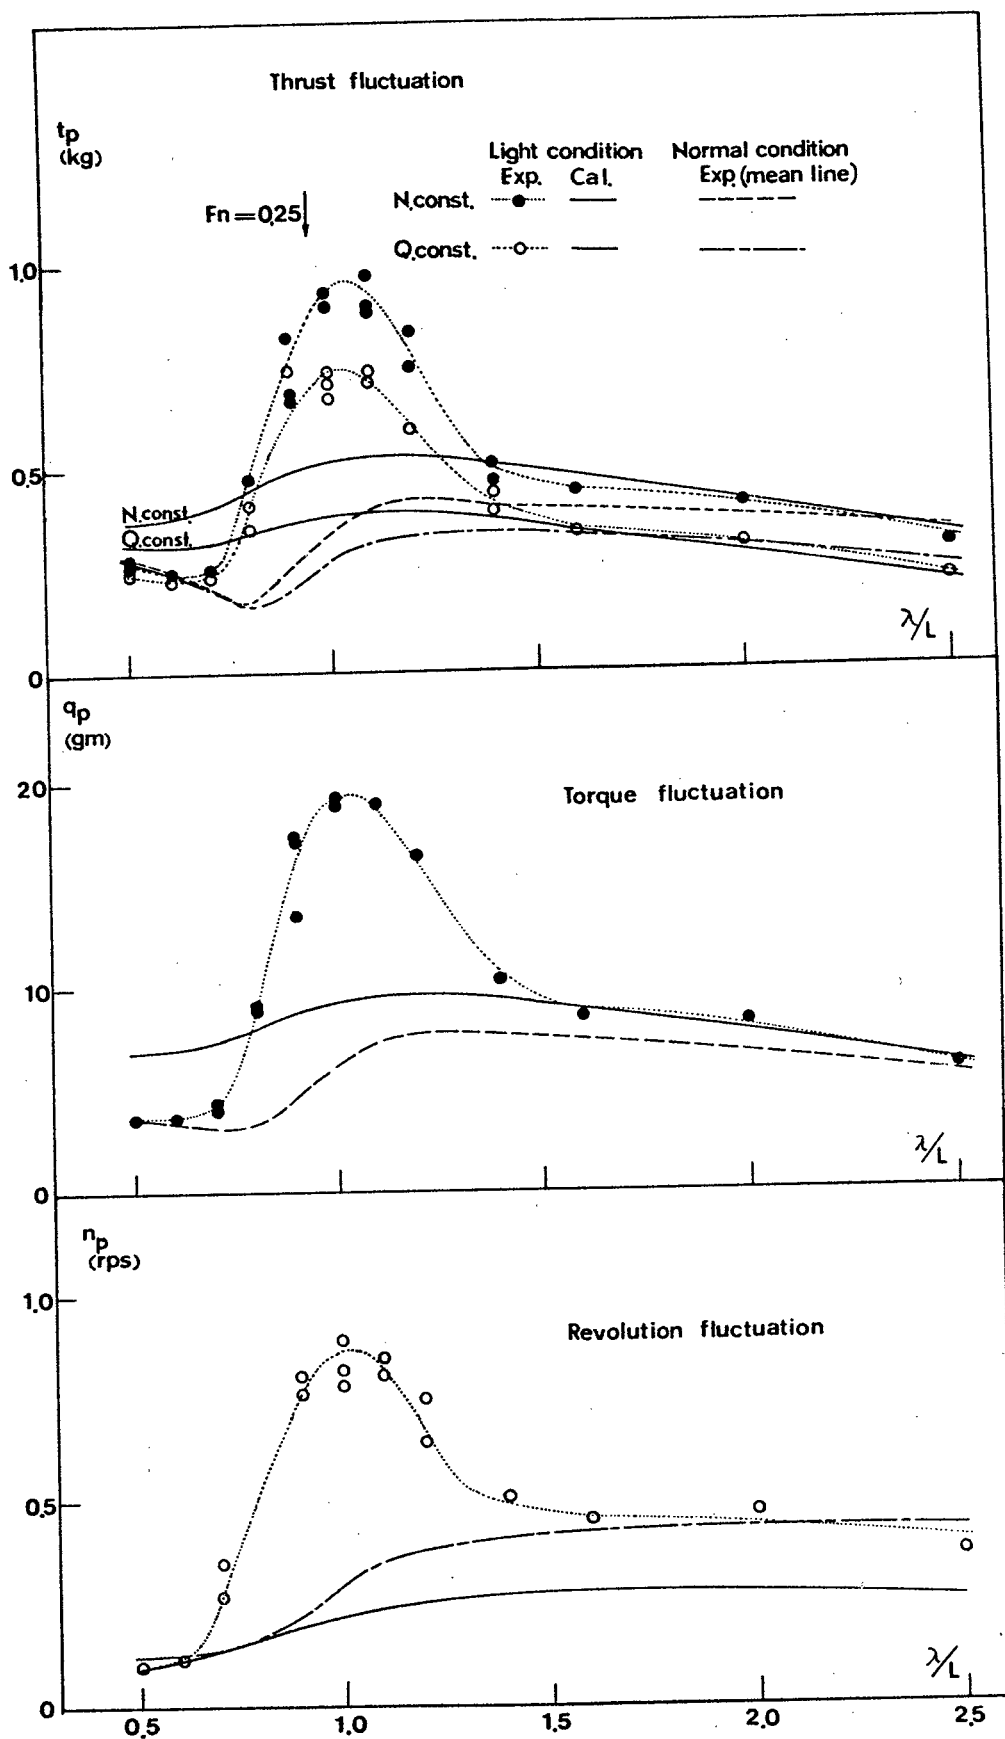 Thrust fluctuation
tp
(kg)
Light condition Normal condition
Exp. Cal. Exp.(mean line)
N.const.
Fn=0.25
Q.const.
1.0
0.5
N.const.
Q.const.
λ/L
0
qp
(gm)
20
Torque fluctuation
10
λ/L
0
np
(rps)
1.0
Revolution fluctuation
0.5
λ/L
0
0.5 1.0 1.5 2.0 2.5